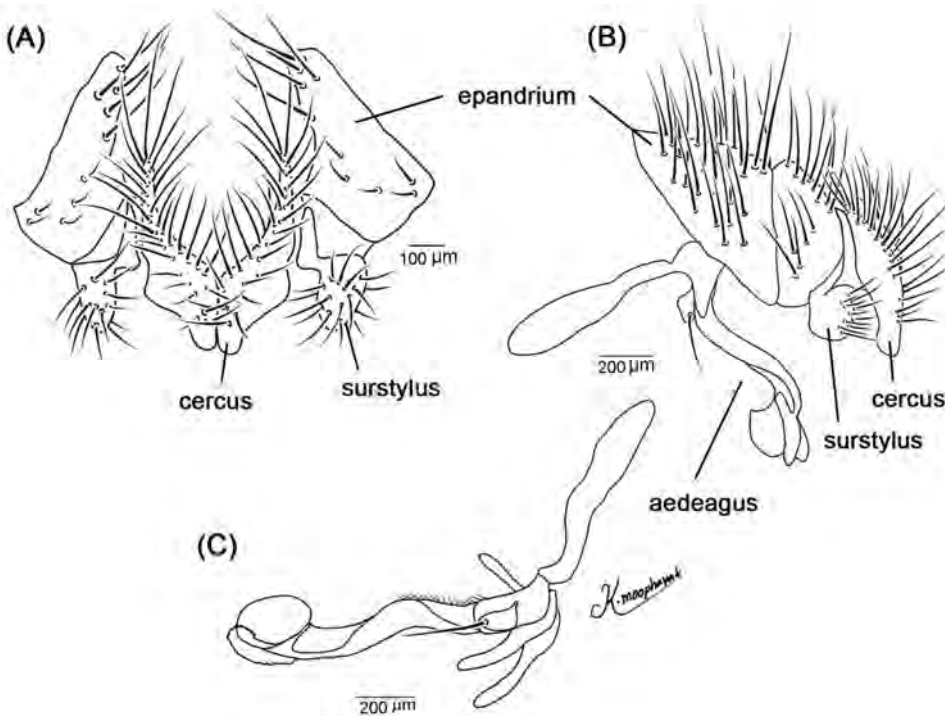 (A)
(B)
epandrium
100 µm
cercus
surstylus
200 µm
cercus
surstylus
aedeagus
(C)
200 µm